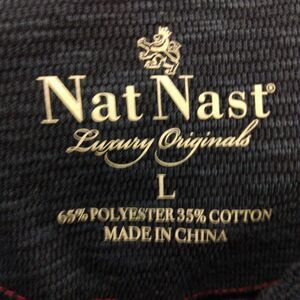 Nat Nast®
Luxury Originals
L
65% POLYESTER 35% COTTON
MADE IN CHINA